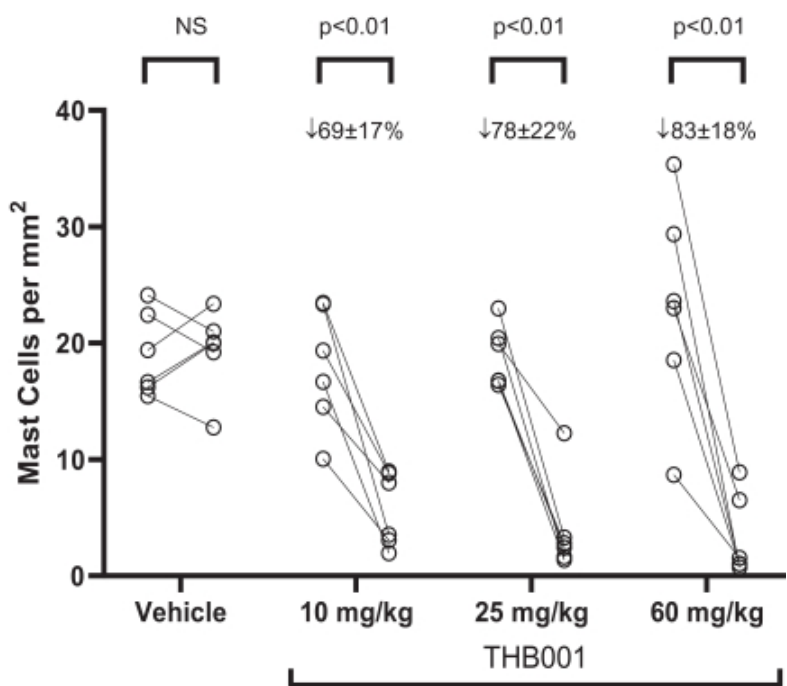 NS p<0.01 p<0.01 p<0.01
↓69±17% ↓78±22% ↓83±18%
Mast Cells per mm²
40
30
20
10
0
Vehicle 10 mg/kg 25 mg/kg 60 mg/kg
THB001